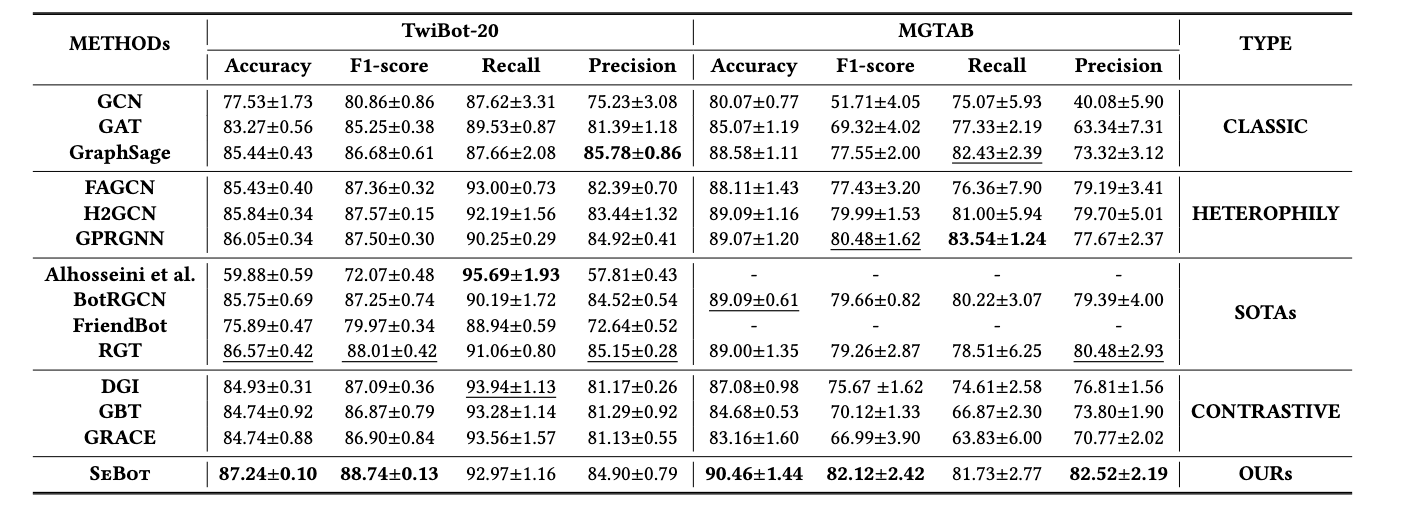 METHODs TwiBot-20 MGTAB TYPE
Accuracy F1-score Recall Precision Accuracy F1-score Recall Precision
GCN 77.53±1.73 80.86±0.86 87.62±3.31 75.23±3.08 80.07±0.77 51.71±4.05 75.07±5.93 40.08±5.90
GAT 83.27±0.56 85.25±0.38 89.53±0.87 81.39±1.18 85.07±1.19 69.32±4.02 77.33±2.19 63.34±7.31 CLASSIC
GraphSage 85.44±0.43 86.68±0.61 87.66±2.08 85.78±0.86 88.58±1.11 77.55±2.00 82.43±2.39 73.32±3.12
FAGCN 85.43±0.40 87.36±0.32 93.00±0.73 82.39±0.70 88.11±1.43 77.43±3.20 76.36±7.90 79.19±3.41
H2GCN 85.84±0.34 87.57±0.15 92.19±1.56 83.44±1.32 89.09±1.16 79.99±1.53 81.00±5.94 79.70±5.01 HETEROPHILY
GPRGNN 86.05±0.34 87.50±0.30 90.25±0.29 84.92±0.41 89.07±1.20 80.48±1.62 83.54±1.24 77.67±2.37
Alhosseini et al. 59.88±0.59 72.07±0.48 95.69±1.93 57.81±0.43 - - - -
BotRGCN 85.75±0.69 87.25±0.74 90.19±1.72 84.52±0.54 89.09±0.61 79.66±0.82 80.22±3.07 79.39±4.00 SOTAs
FriendBot 75.89±0.47 79.97±0.34 88.94±0.59 72.64±0.52 - - - -
RGT 86.57±0.42 88.01±0.42 91.06±0.80 85.15±0.28 89.00±1.35 79.26±2.87 78.51±6.25 80.48±2.93
DGI 84.93±0.31 87.09±0.36 93.94±1.13 81.17±0.26 87.08±0.98 75.67 ±1.62 74.61±2.58 76.81±1.56
GBT 84.74±0.92 86.87±0.79 93.28±1.14 81.29±0.92 84.68±0.53 70.12±1.33 66.87±2.30 73.80±1.90 CONTRASTIVE
GRACE 84.74±0.88 86.90±0.84 93.56±1.57 81.13±0.55 83.16±1.60 66.99±3.90 63.83±6.00 70.77±2.02
SeBot 87.24±0.10 88.74±0.13 92.97±1.16 84.90±0.79 90.46±1.44 82.12±2.42 81.73±2.77 82.52±2.19 OURs